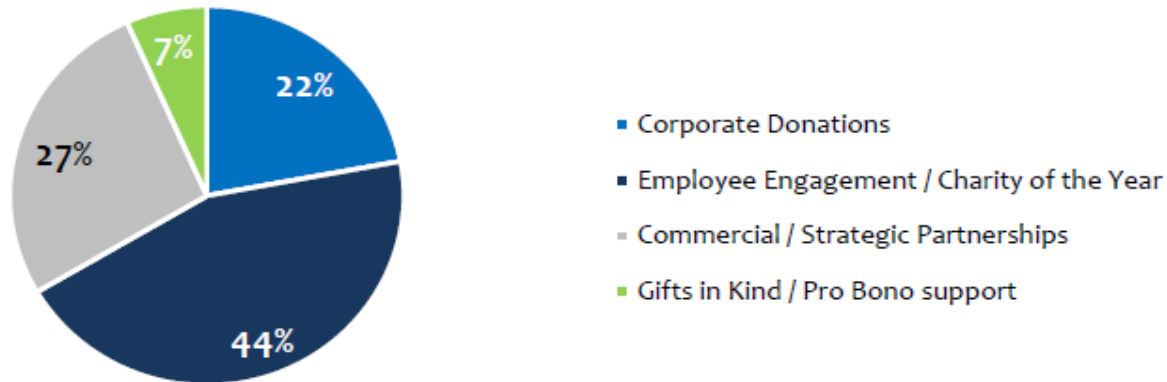 7%
22%
27%
44%
Corporate Donations
Employee Engagement / Charity of the Year
Commercial / Strategic Partnerships
Gifts in Kind / Pro Bono support